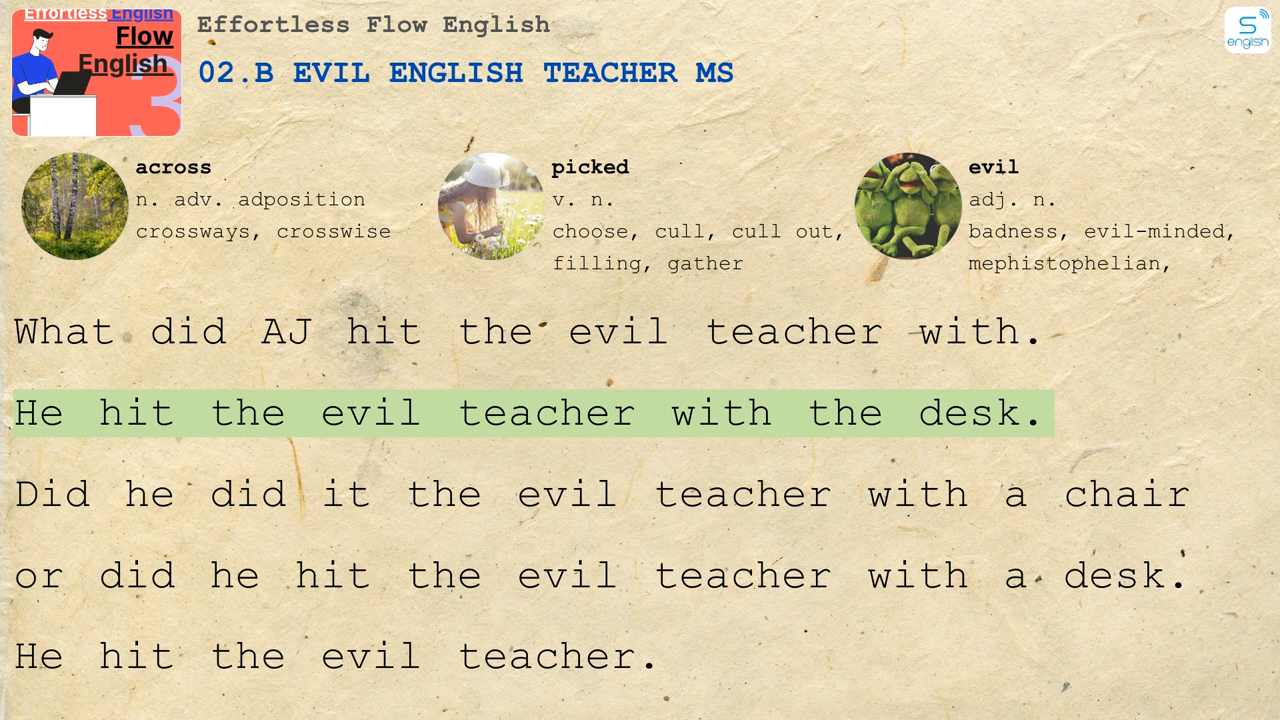 Effortless English
Flow
English
3
Effortless Flow English
02.B EVIL ENGLISH TEACHER MS
S
english
across
n. adv. adposition
crossways, crosswise
picked
v. n.
choose, cull, cull out,
filling, gather
evil
adj. n.
badness, evil-minded,
mephistophelian,
What did AJ hit the evil teacher with.
He hit the evil teacher with the desk.
Did he did it the evil teacher with a chair
or did he hit the evil teacher with a desk.
He hit the evil teacher.